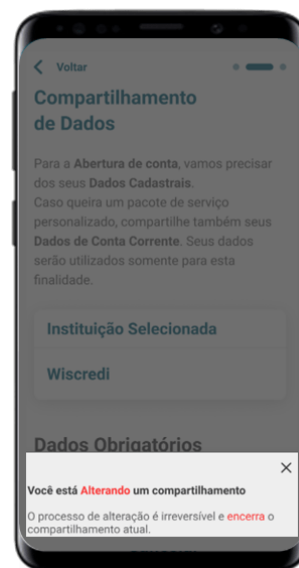 Voltar
Compartilhamento
de Dados
Para a Abertura de conta, vamos precisar
dos seus Dados Cadastrais.
Caso queira um pacote de serviço
personalizado, compartilhe também seus
Dados de Conta Corrente. Seus dados
serão utilizados somente para esta
finalidade.
Instituição Selecionada
Wiscredi
Dados Obrigatórios
Você está Alterando um compartilhamento
O processo de alteração é irreversível e encerra o
compartilhamento atual.